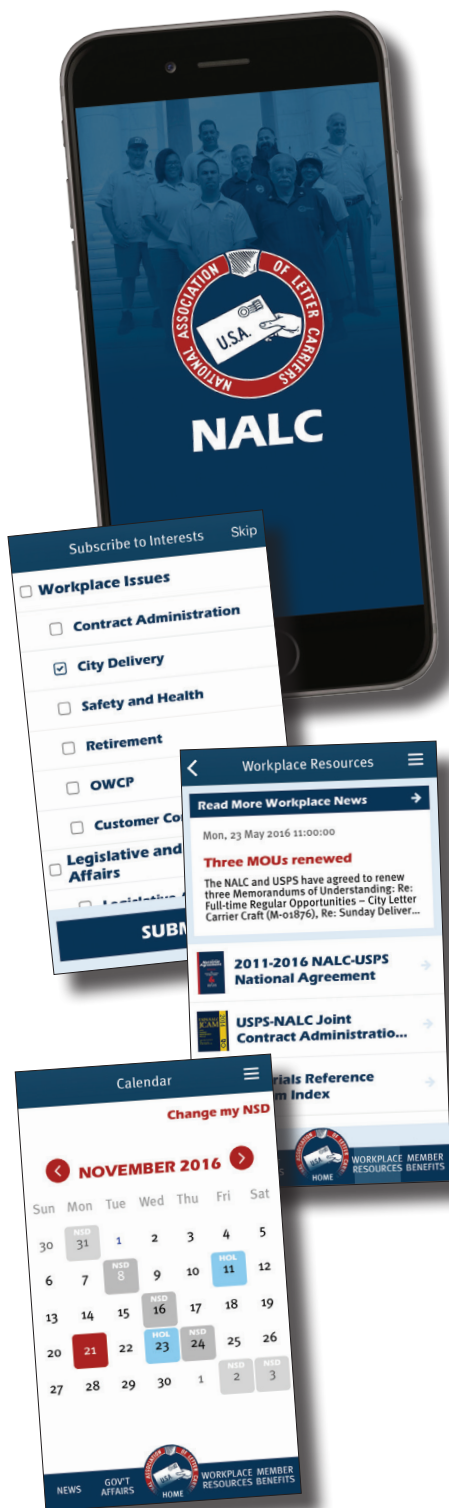 NATIONAL ASSOCIATION OF LETTER CARRIERS
U.S.A.
NALC
Subscribe to Interests Skip
Workplace Issues
Contract Administration
City Delivery
Safety and Health
Retirement
OWCP
Customer Co
Legislative and
Affairs
SUBM
Workplace Resources
Read More Workplace News
Mon, 23 May 2016 11:00:00
Three MOUs renewed
The NALC and USPS have agreed to renew
three Memorandums of Understanding: Re:
Full-time Regular Opportunities – City Letter
Carrier Craft (M-01876), Re: Sunday Deliver...
2011-2016 NALC-USPS
National Agreement
JCAM
USPS-NALC Joint
Contract Administratio...
rials Reference
m Index
HOME
WORKPLACE RESOURCES
MEMBER BENEFITS
Calendar
Change my NSD
NOVEMBER 2016
Sun Mon Tue Wed Thu Fri Sat
30 NSD 31 1 2 3 4 5
6 7 NSD 8 9 10 HOL 11 12
13 14 15 NSD 16 17 18 19
20 21 22 HOL 23 NSD 24 25 26
27 28 29 30 1 NSD 2 NSD 3
NEWS
GOV'T AFFAIRS
U.S.A.
HOME
WORKPLACE RESOURCES
MEMBER BENEFITS